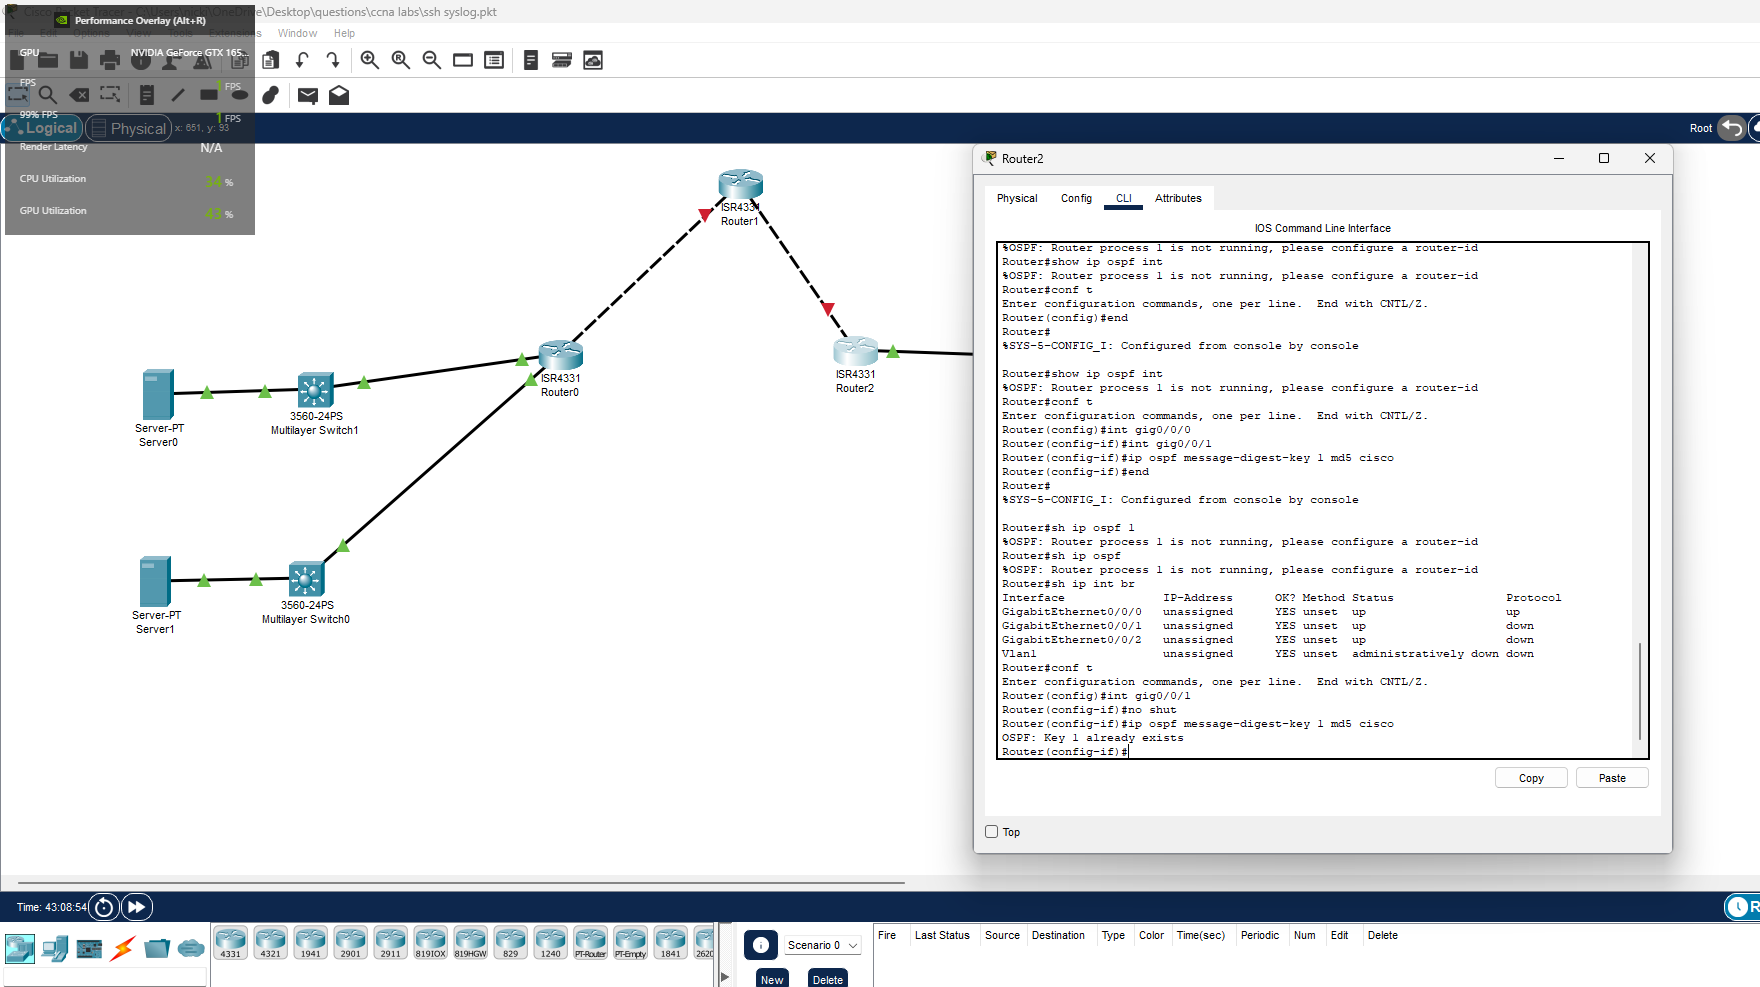 Cisco Packet Tracer - C:\Users\nick\OneDrive\Desktop\questions\ccna labs\ssh syslog.pkt
Performance Overlay (Alt+R)
File Edit Options View Tools Extensions Window Help
GPU NVIDIA GeForce GTX 165...
FPS 1 FPS
99% FPS 1 FPS
Logical Physical x: 651, y: 93 Root
Render Latency N/A
CPU Utilization 34 %
GPU Utilization 43 %
ISR4331
Router1
ISR4331
Router0
ISR4331
Router2
Server-PT
Server0
3560-24PS
Multilayer Switch1
Server-PT
Server1
3560-24PS
Multilayer Switch0
Router2
Physical Config CLI Attributes
IOS Command Line Interface
%OSPF: Router process 1 is not running, please configure a router-id
Router#show ip ospf int
%OSPF: Router process 1 is not running, please configure a router-id
Router#conf t
Enter configuration commands, one per line.  End with CNTL/Z.
Router(config)#end
Router#
%SYS-5-CONFIG_I: Configured from console by console
Router#show ip ospf int
%OSPF: Router process 1 is not running, please configure a router-id
Router#conf t
Enter configuration commands, one per line.  End with CNTL/Z.
Router(config)#int gig0/0/0
Router(config-if)#int gig0/0/1
Router(config-if)#ip ospf message-digest-key 1 md5 cisco
Router(config-if)#end
Router#
%SYS-5-CONFIG_I: Configured from console by console
Router#sh ip ospf 1
%OSPF: Router process 1 is not running, please configure a router-id
Router#sh ip ospf
%OSPF: Router process 1 is not running, please configure a router-id
Router#sh ip int br
Interface IP-Address OK? Method Status Protocol
GigabitEthernet0/0/0 unassigned YES unset up up
GigabitEthernet0/0/1 unassigned YES unset up down
GigabitEthernet0/0/2 unassigned YES unset up down
Vlan1 unassigned YES unset administratively down down
Router#conf t
Enter configuration commands, one per line.  End with CNTL/Z.
Router(config)#int gig0/0/1
Router(config-if)#no shut
Router(config-if)#ip ospf message-digest-key 1 md5 cisco
OSPF: Key 1 already exists
Router(config-if)#
Copy Paste
Top
Time: 43:08:54
R
4331 4321 1941 2901 2911 819IOX 819HGW 829 1240 PT-Router PT-Empty 1841 2620
Scenario 0
New Delete
Fire Last Status Source Destination Type Color Time(sec) Periodic Num Edit Delete